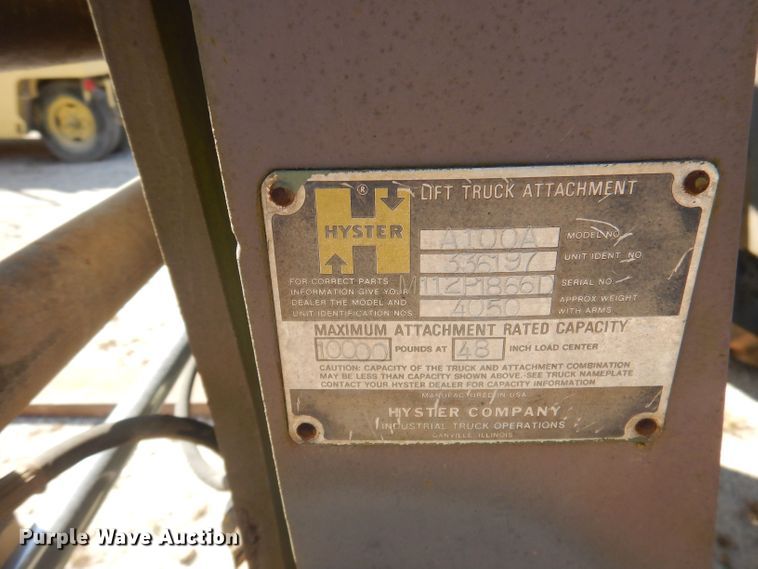 LIFT TRUCK ATTACHMENT
®
HYSTER
A100A MODEL NO.
336197 UNIT IDENT NO
M11ZP1866D SERIAL NO.
4050 APPROX WEIGHT WITH ARMS
FOR CORRECT PARTS
INFORMATION GIVE YOUR
DEALER THE MODEL AND
UNIT IDENTIFICATION NOS
MAXIMUM ATTACHMENT RATED CAPACITY
10000 POUNDS AT 48 INCH LOAD CENTER
CAUTION: CAPACITY OF THE TRUCK AND ATTACHMENT COMBINATION
MAY BE LESS THAN CAPACITY SHOWN ABOVE. SEE TRUCK NAMEPLATE
CONTACT YOUR HYSTER DEALER FOR CAPACITY INFORMATION
MANUFACTURED IN USA
HYSTER COMPANY
INDUSTRIAL TRUCK OPERATIONS
DANVILLE, ILLINOIS
Purple Wave Auction